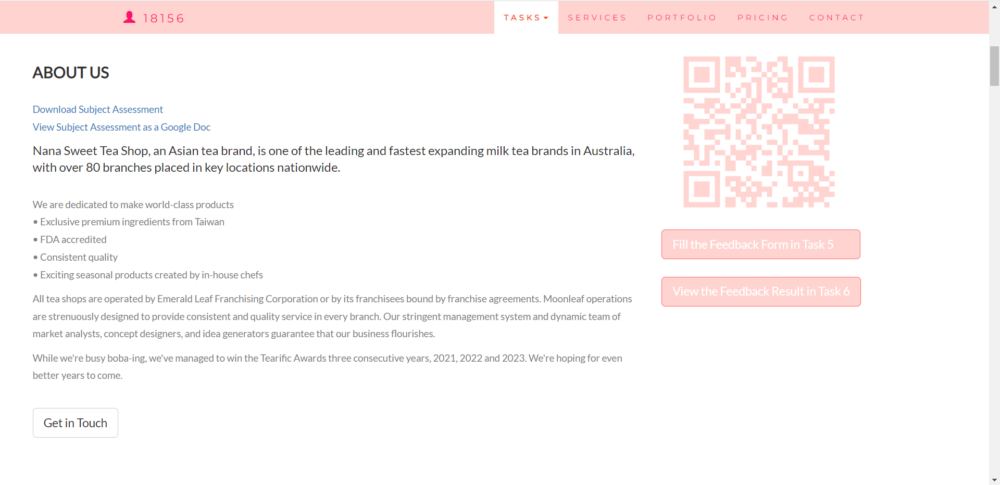 18156
TASKS
SERVICES
PORTFOLIO
PRICING
CONTACT
ABOUT US
Download Subject Assessment
View Subject Assessment as a Google Doc
Nana Sweet Tea Shop, an Asian tea brand, is one of the leading and fastest expanding milk tea brands in Australia,
with over 80 branches placed in key locations nationwide.
We are dedicated to make world-class products
• Exclusive premium ingredients from Taiwan
• FDA accredited
• Consistent quality
• Exciting seasonal products created by in-house chefs
All tea shops are operated by Emerald Leaf Franchising Corporation or by its franchisees bound by franchise agreements. Moonleaf operations
are strenuously designed to provide consistent and quality service in every branch. Our stringent management system and dynamic team of
market analysts, concept designers, and idea generators guarantee that our business flourishes.
While we're busy boba-ing, we've managed to win the Tearific Awards three consecutive years, 2021, 2022 and 2023. We're hoping for even
better years to come.
Get in Touch
Fill the Feedback Form in Task 5
View the Feedback Result in Task 6